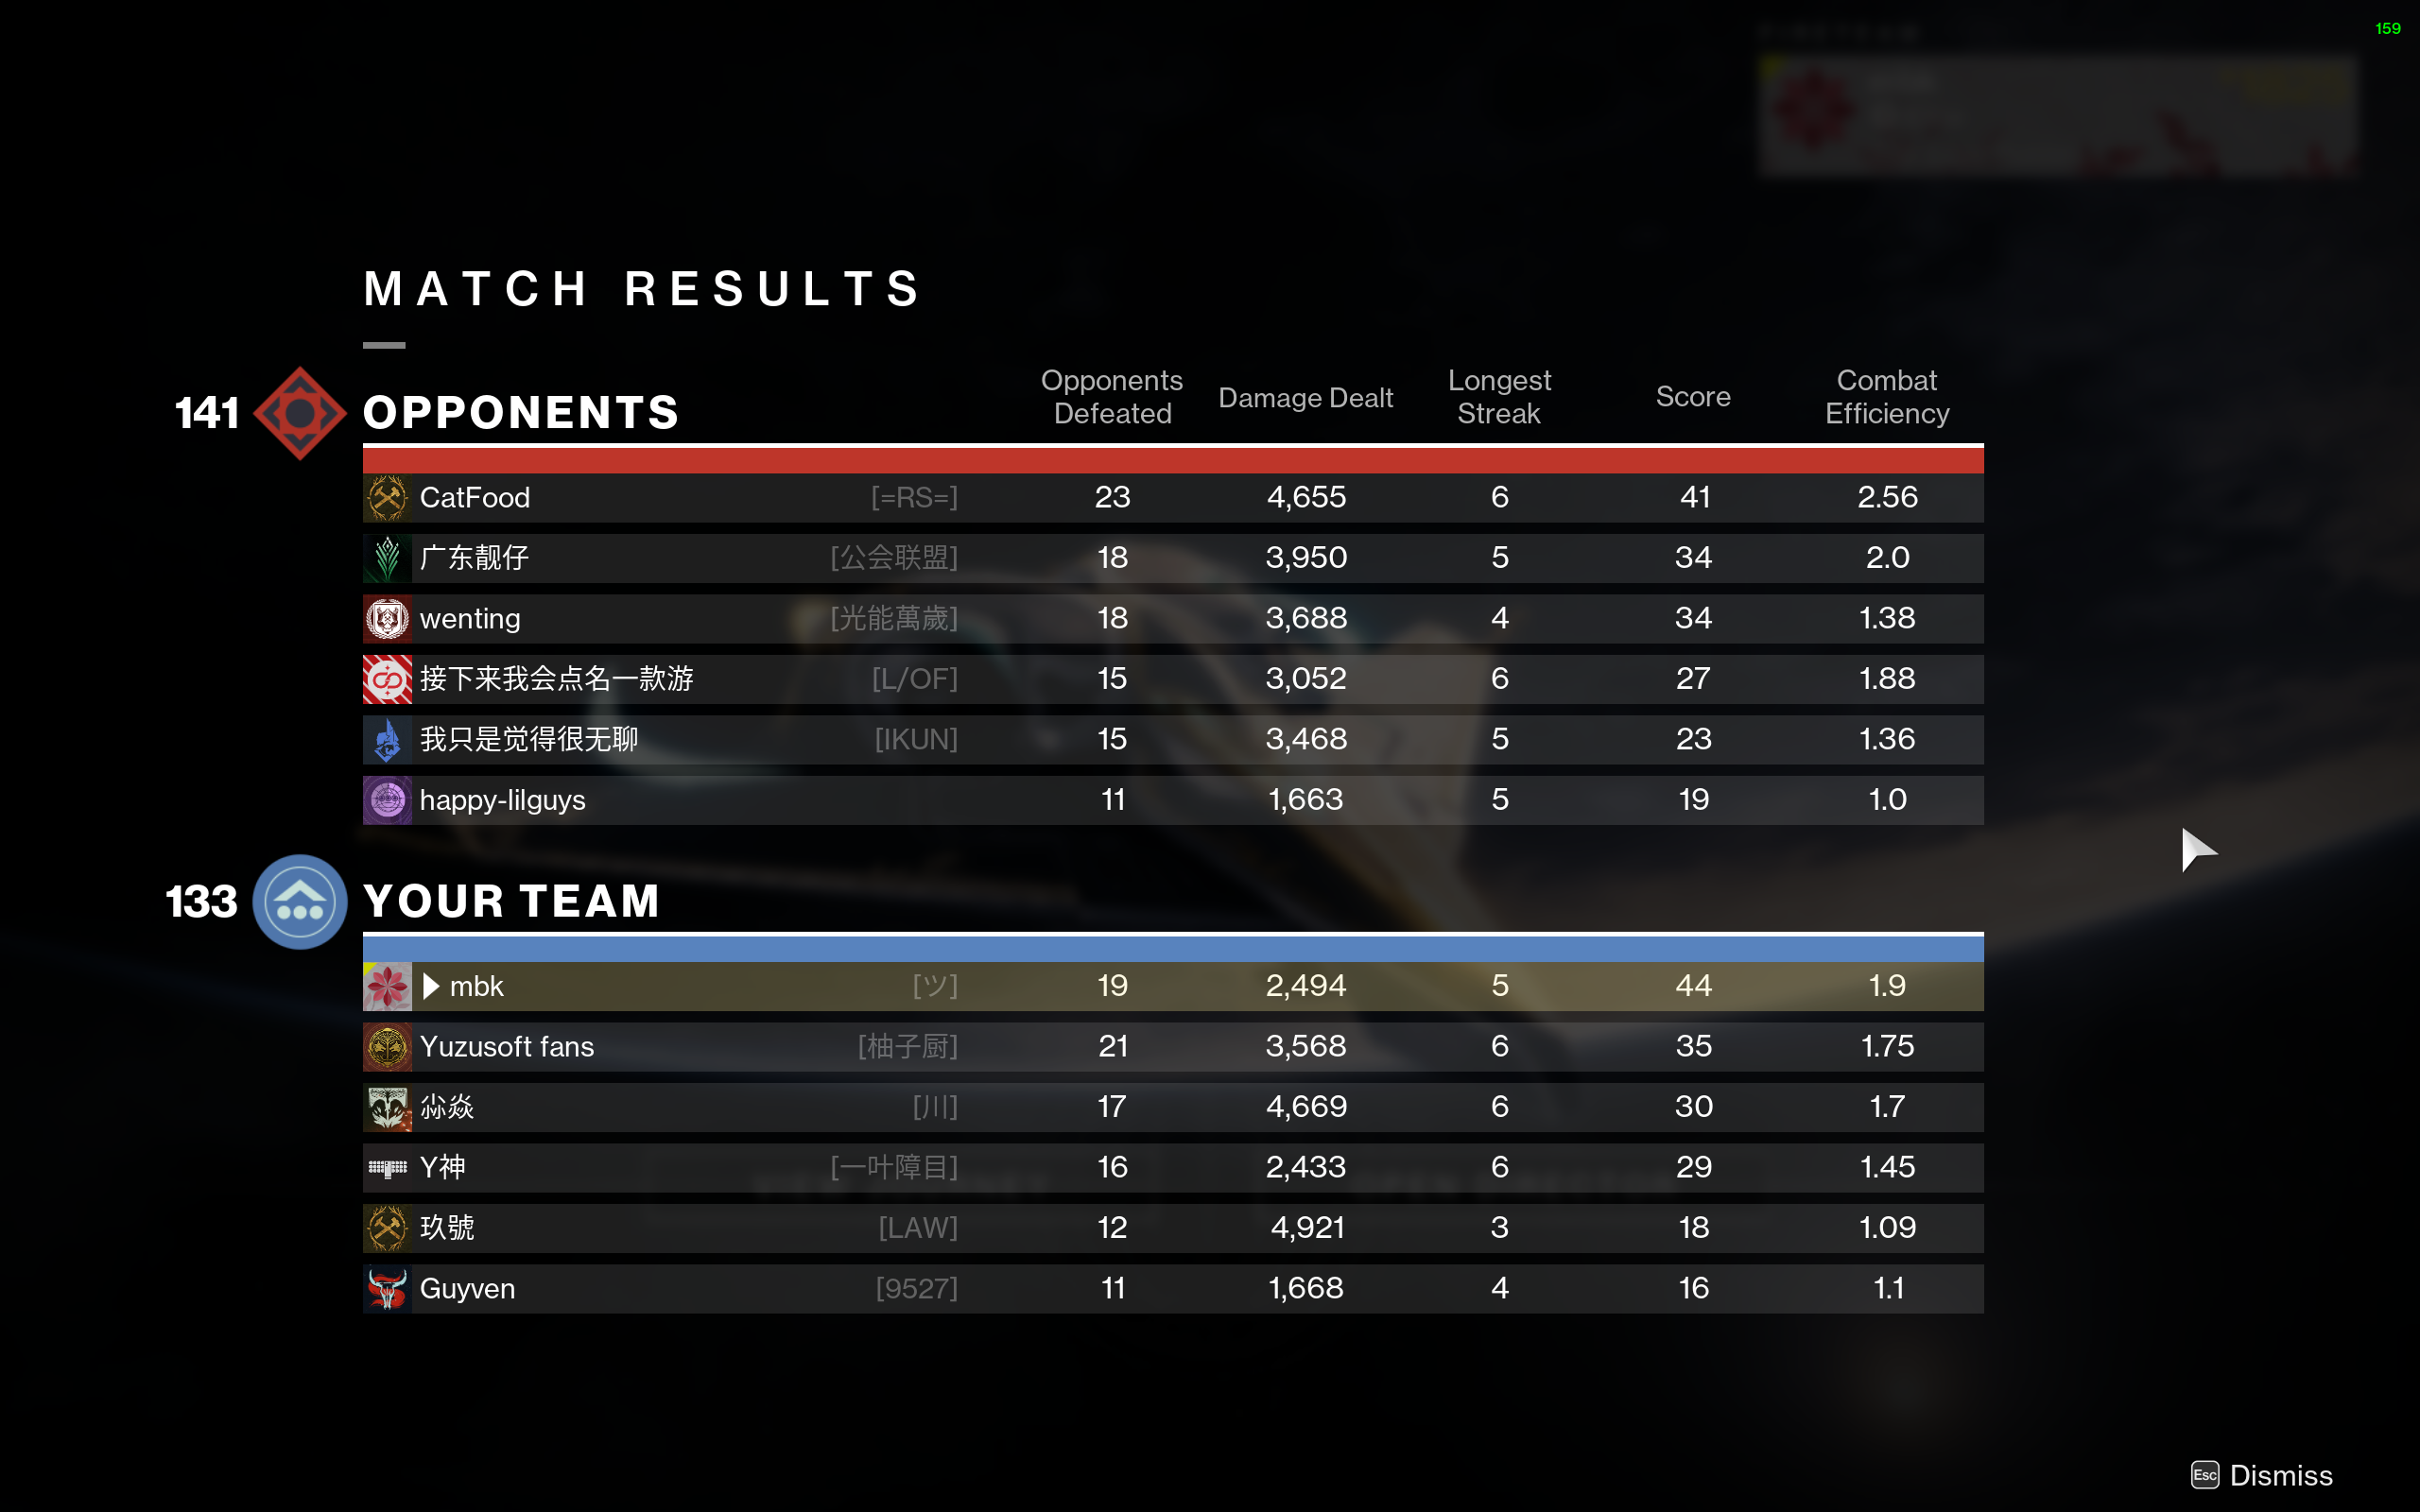 159
MATCH RESULTS
141 OPPONENTS Opponents Defeated Damage Dealt Longest Streak Score Combat Efficiency
CatFood [=RS=] 23 4,655 6 41 2.56
广东靓仔 [公会联盟] 18 3,950 5 34 2.0
wenting [光能萬歲] 18 3,688 4 34 1.38
接下来我会点名一款游 [L/OF] 15 3,052 6 27 1.88
我只是觉得很无聊 [IKUN] 15 3,468 5 23 1.36
happy-lilguys 11 1,663 5 19 1.0
133 YOUR TEAM
mbk [ツ] 19 2,494 5 44 1.9
Yuzusoft fans [柚子厨] 21 3,568 6 35 1.75
尛焱 [川] 17 4,669 6 30 1.7
Y神 [一叶障目] 16 2,433 6 29 1.45
玖號 [LAW] 12 4,921 3 18 1.09
Guyven [9527] 11 1,668 4 16 1.1
Esc Dismiss